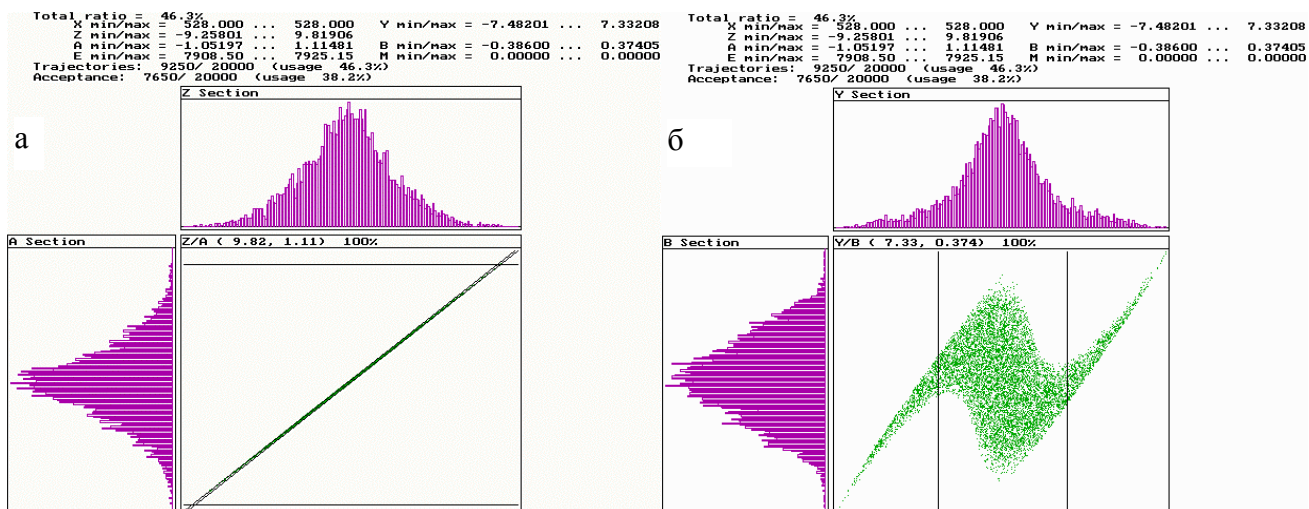 Total ratio =  46.3%
X min/max = 528.000 ... 528.000 Y min/max = -7.48201 ... 7.33208
Z min/max = -9.25801 ... 9.81906
A min/max = -1.05197 ... 1.11481 B min/max = -0.38600 ... 0.37405
E min/max = 7908.50 ... 7925.15 M min/max = 0.00000 ... 0.00000
Trajectories: 9250/ 20000 (usage 46.3%)
Acceptance: 7650/ 20000 (usage 38.2%)
а
Z Section
A Section
Z/A ( 9.82, 1.11) 100%
Total ratio = 46.3%
X min/max = 528.000 ... 528.000 Y min/max = -7.48201 ... 7.33208
Z min/max = -9.25801 ... 9.81906
A min/max = -1.05197 ... 1.11481 B min/max = -0.38600 ... 0.37405
E min/max = 7908.50 ... 7925.15 M min/max = 0.00000 ... 0.00000
Trajectories: 9250/ 20000 (usage 46.3%)
Acceptance: 7650/ 20000 (usage 38.2%)
б
Y Section
B Section
Y/B ( 7.33, 0.374) 100%